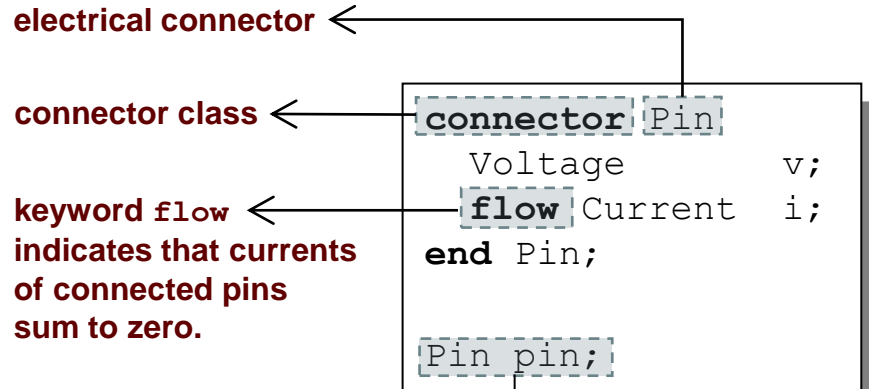 electrical connector
connector class
keyword flow
indicates that currents
of connected pins
sum to zero.
connector Pin
Voltage v;
flow Current i;
end Pin;
Pin pin;